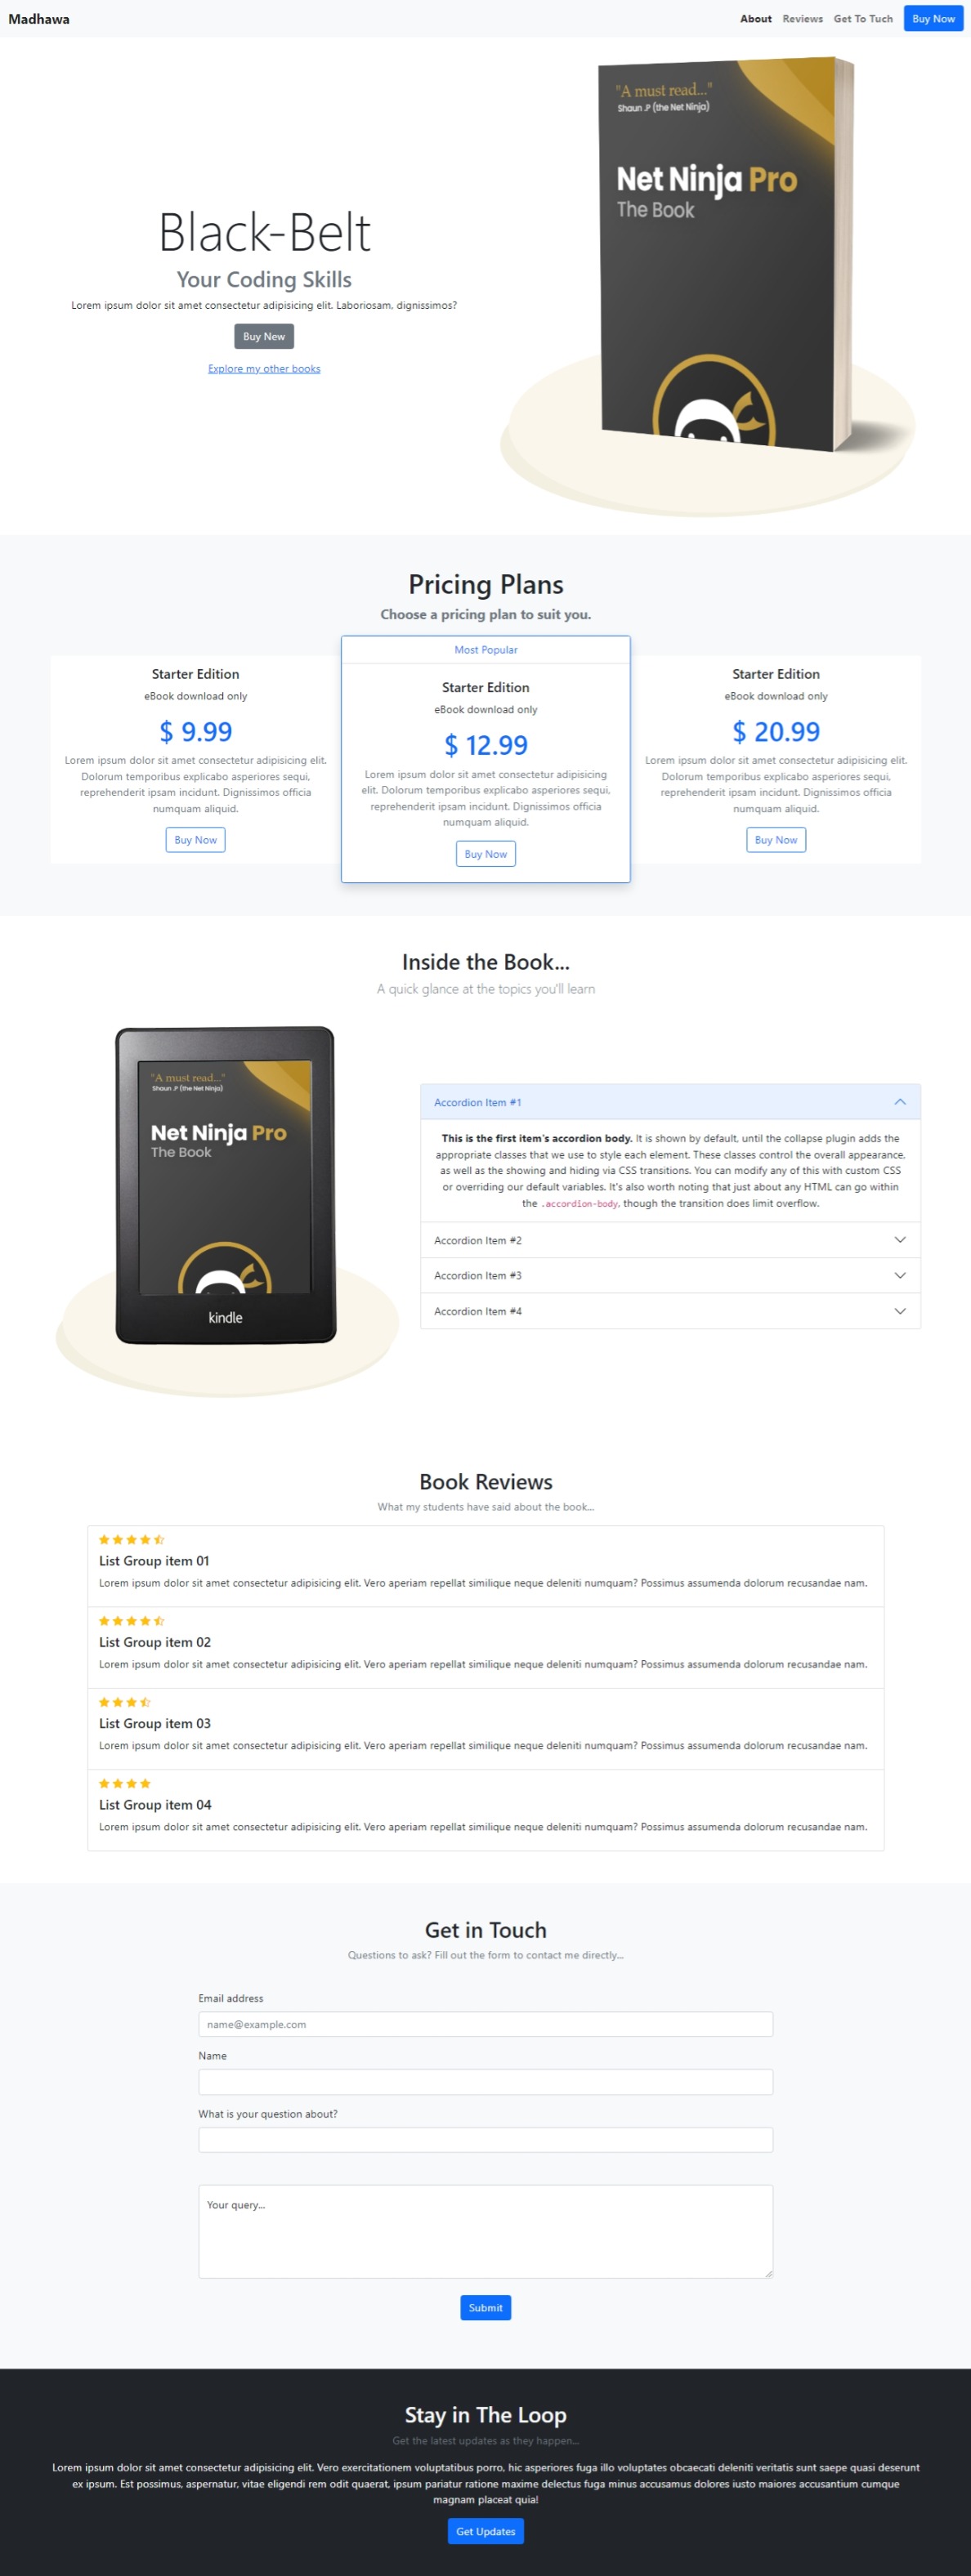 Madhawa
About Reviews Get To Tuch Buy Now
"A must read..."
Shaun .P (the Net Ninja)
Net Ninja Pro
The Book
Black-Belt
Your Coding Skills
Lorem ipsum dolor sit amet consectetur adipisicing elit. Laboriosam, dignissimos?
Buy New
Explore my other books
Pricing Plans
Choose a pricing plan to suit you.
Starter Edition
eBook download only
$ 9.99
Lorem ipsum dolor sit amet consectetur adipisicing elit.
Dolorum temporibus explicabo asperiores sequi,
reprehenderit ipsam incidunt. Dignissimos officia
numquam aliquid.
Buy Now
Most Popular
Starter Edition
eBook download only
$ 12.99
Lorem ipsum dolor sit amet consectetur adipisicing
elit. Dolorum temporibus explicabo asperiores sequi,
reprehenderit ipsam incidunt. Dignissimos officia
numquam aliquid.
Buy Now
Starter Edition
eBook download only
$ 20.99
Lorem ipsum dolor sit amet consectetur adipisicing elit.
Dolorum temporibus explicabo asperiores sequi,
reprehenderit ipsam incidunt. Dignissimos officia
numquam aliquid.
Buy Now
Inside the Book...
A quick glance at the topics you'll learn
"A must read..."
Shaun .P (the Net Ninja)
Net Ninja Pro
The Book
kindle
Accordion Item #1
This is the first item's accordion body. It is shown by default, until the collapse plugin adds the
appropriate classes that we use to style each element. These classes control the overall appearance,
as well as the showing and hiding via CSS transitions. You can modify any of this with custom CSS
or overriding our default variables. It's also worth noting that just about any HTML can go within
the .accordion-body, though the transition does limit overflow.
Accordion Item #2
Accordion Item #3
Accordion Item #4
Book Reviews
What my students have said about the book...
List Group item 01
Lorem ipsum dolor sit amet consectetur adipisicing elit. Vero aperiam repellat similique neque deleniti numquam? Possimus assumenda dolorum recusandae nam.
List Group item 02
Lorem ipsum dolor sit amet consectetur adipisicing elit. Vero aperiam repellat similique neque deleniti numquam? Possimus assumenda dolorum recusandae nam.
List Group item 03
Lorem ipsum dolor sit amet consectetur adipisicing elit. Vero aperiam repellat similique neque deleniti numquam? Possimus assumenda dolorum recusandae nam.
List Group item 04
Lorem ipsum dolor sit amet consectetur adipisicing elit. Vero aperiam repellat similique neque deleniti numquam? Possimus assumenda dolorum recusandae nam.
Get in Touch
Questions to ask? Fill out the form to contact me directly...
Email address
name@example.com
Name
What is your question about?
Your query...
Submit
Stay in The Loop
Get the latest updates as they happen...
Lorem ipsum dolor sit amet consectetur adipisicing elit. Vero exercitationem voluptatibus porro, hic asperiores fuga illo voluptates obcaecati deleniti veritatis sunt saepe quasi deserunt
ex ipsum. Est possimus, aspernatur, vitae eligendi rem odit quaerat, ipsum pariatur ratione maxime delectus fuga minus accusamus dolores iusto maiores accusantium cumque
magnam placeat quia!
Get Updates